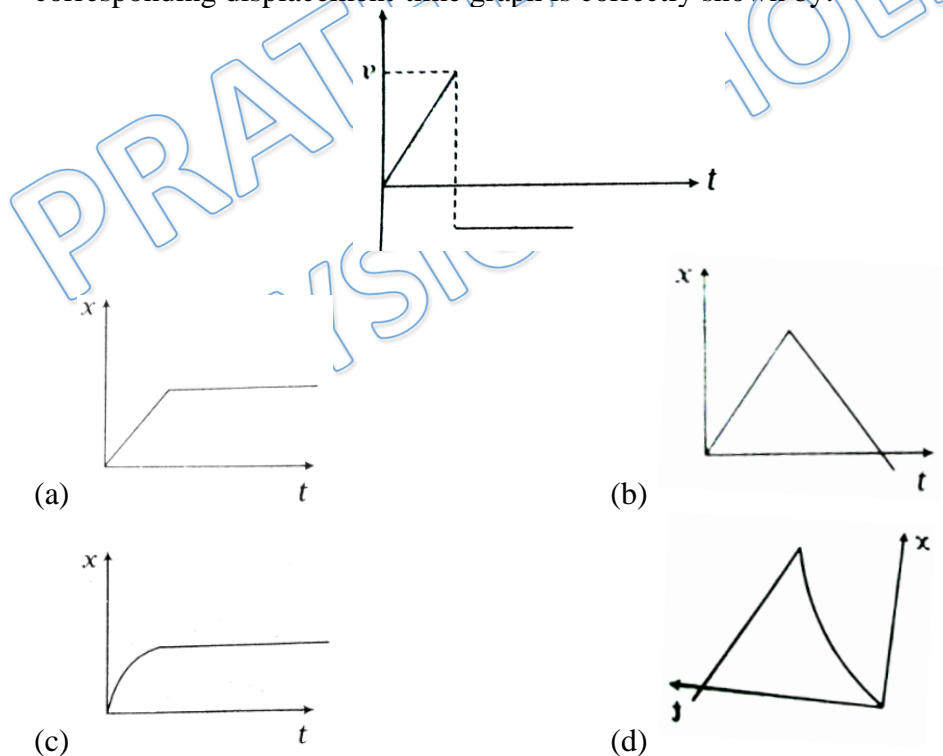 corresponding displacement-time graph is correctly shown by:
v
t
x
t
(a)
x
t
(b)
x
t
(c)
x
t
(d)